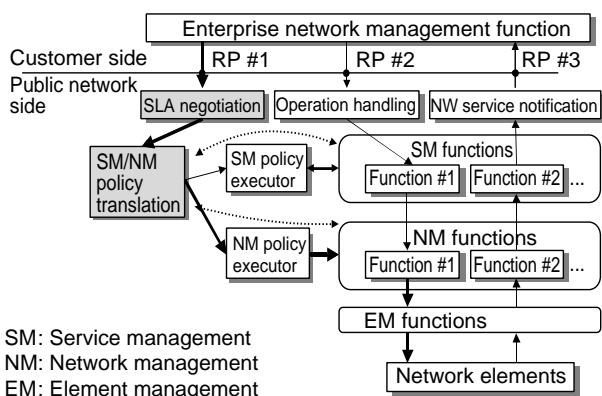 Enterprise network management function
Customer side
RP #1
RP #2
RP #3
Public network
side
SLA negotiation
Operation handling
NW service notification
SM/NM
policy
translation
SM policy
executor
SM functions
Function #1
Function #2
...
NM policy
executor
NM functions
Function #1
Function #2
...
EM functions
Network elements
SM: Service management
NM: Network management
EM: Element management